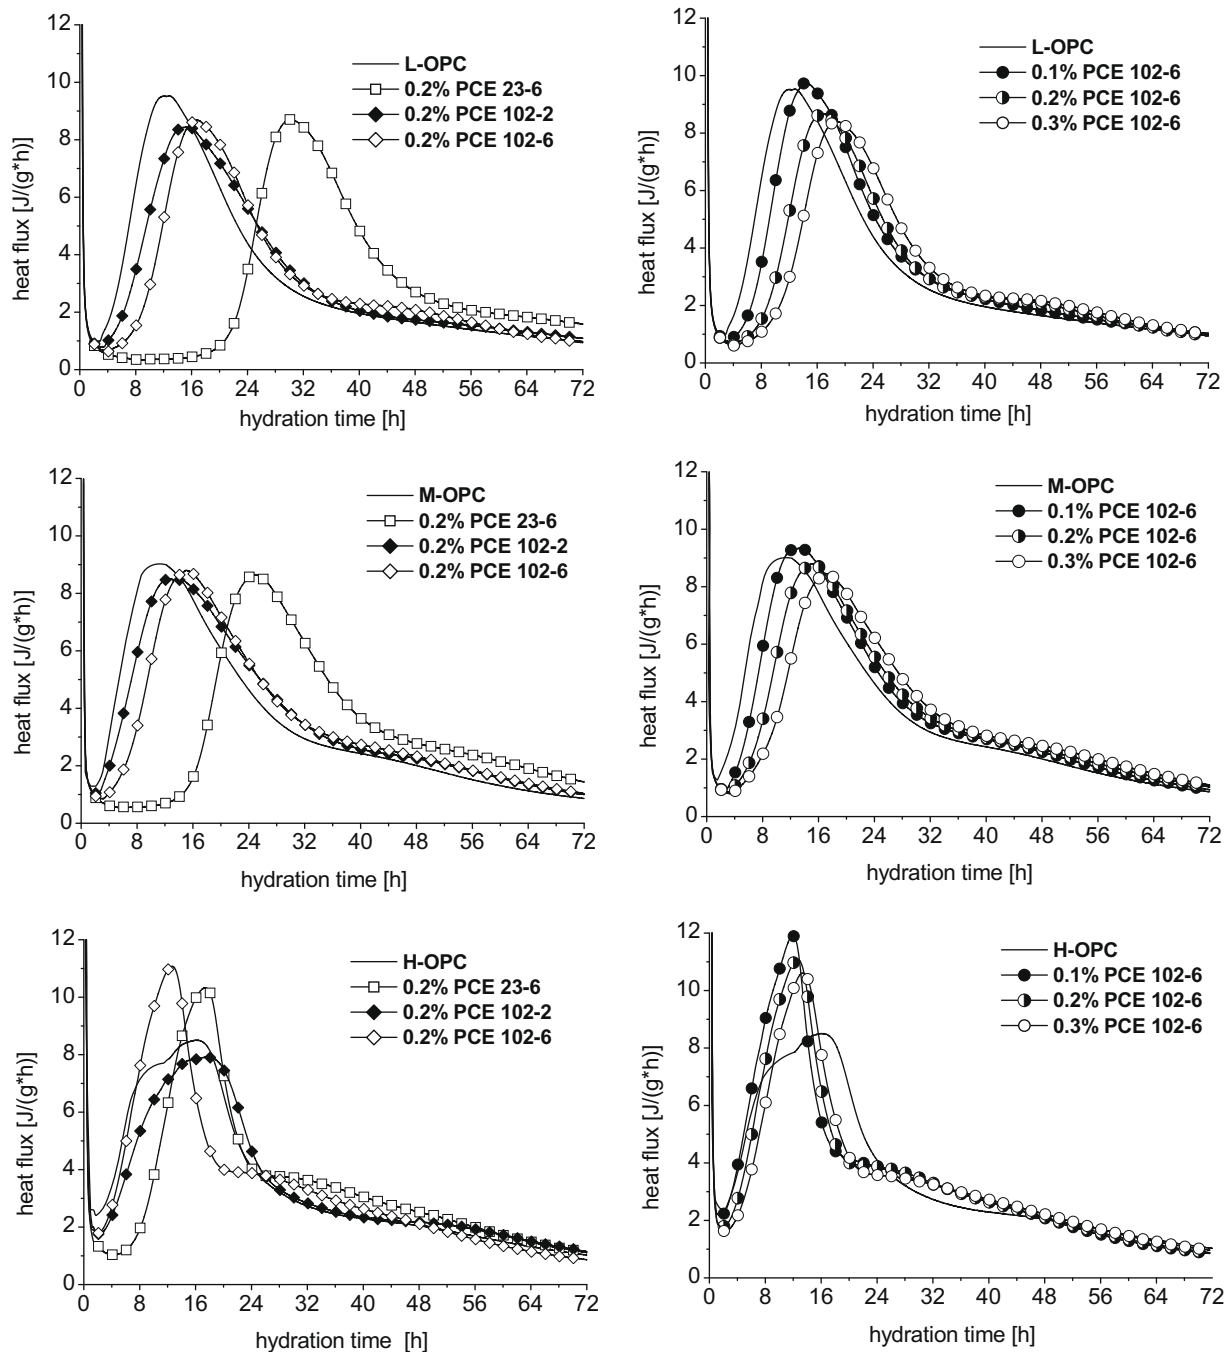 12
10
8
6
4
2
0
heat flux [J/(g*h)]
L-OPC
0.2% PCE 23-6
0.2% PCE 102-2
0.2% PCE 102-6
0 8 16 24 32 40 48 56 64 72
hydration time [h]
12
10
8
6
4
2
0
heat flux [J/(g*h)]
L-OPC
0.1% PCE 102-6
0.2% PCE 102-6
0.3% PCE 102-6
0 8 16 24 32 40 48 56 64 72
hydration time [h]
12
10
8
6
4
2
0
heat flux [J/(g*h)]
M-OPC
0.2% PCE 23-6
0.2% PCE 102-2
0.2% PCE 102-6
0 8 16 24 32 40 48 56 64 72
hydration time [h]
12
10
8
6
4
2
0
heat flux [J/(g*h)]
M-OPC
0.1% PCE 102-6
0.2% PCE 102-6
0.3% PCE 102-6
0 8 16 24 32 40 48 56 64 72
hydration time [h]
12
10
8
6
4
2
0
heat flux [J/(g*h)]
H-OPC
0.2% PCE 23-6
0.2% PCE 102-2
0.2% PCE 102-6
0 8 16 24 32 40 48 56 64 72
hydration time [h]
12
10
8
6
4
2
0
heat flux [J/(g*h)]
H-OPC
0.1% PCE 102-6
0.2% PCE 102-6
0.3% PCE 102-6
0 8 16 24 32 40 48 56 64 72
hydration time [h]